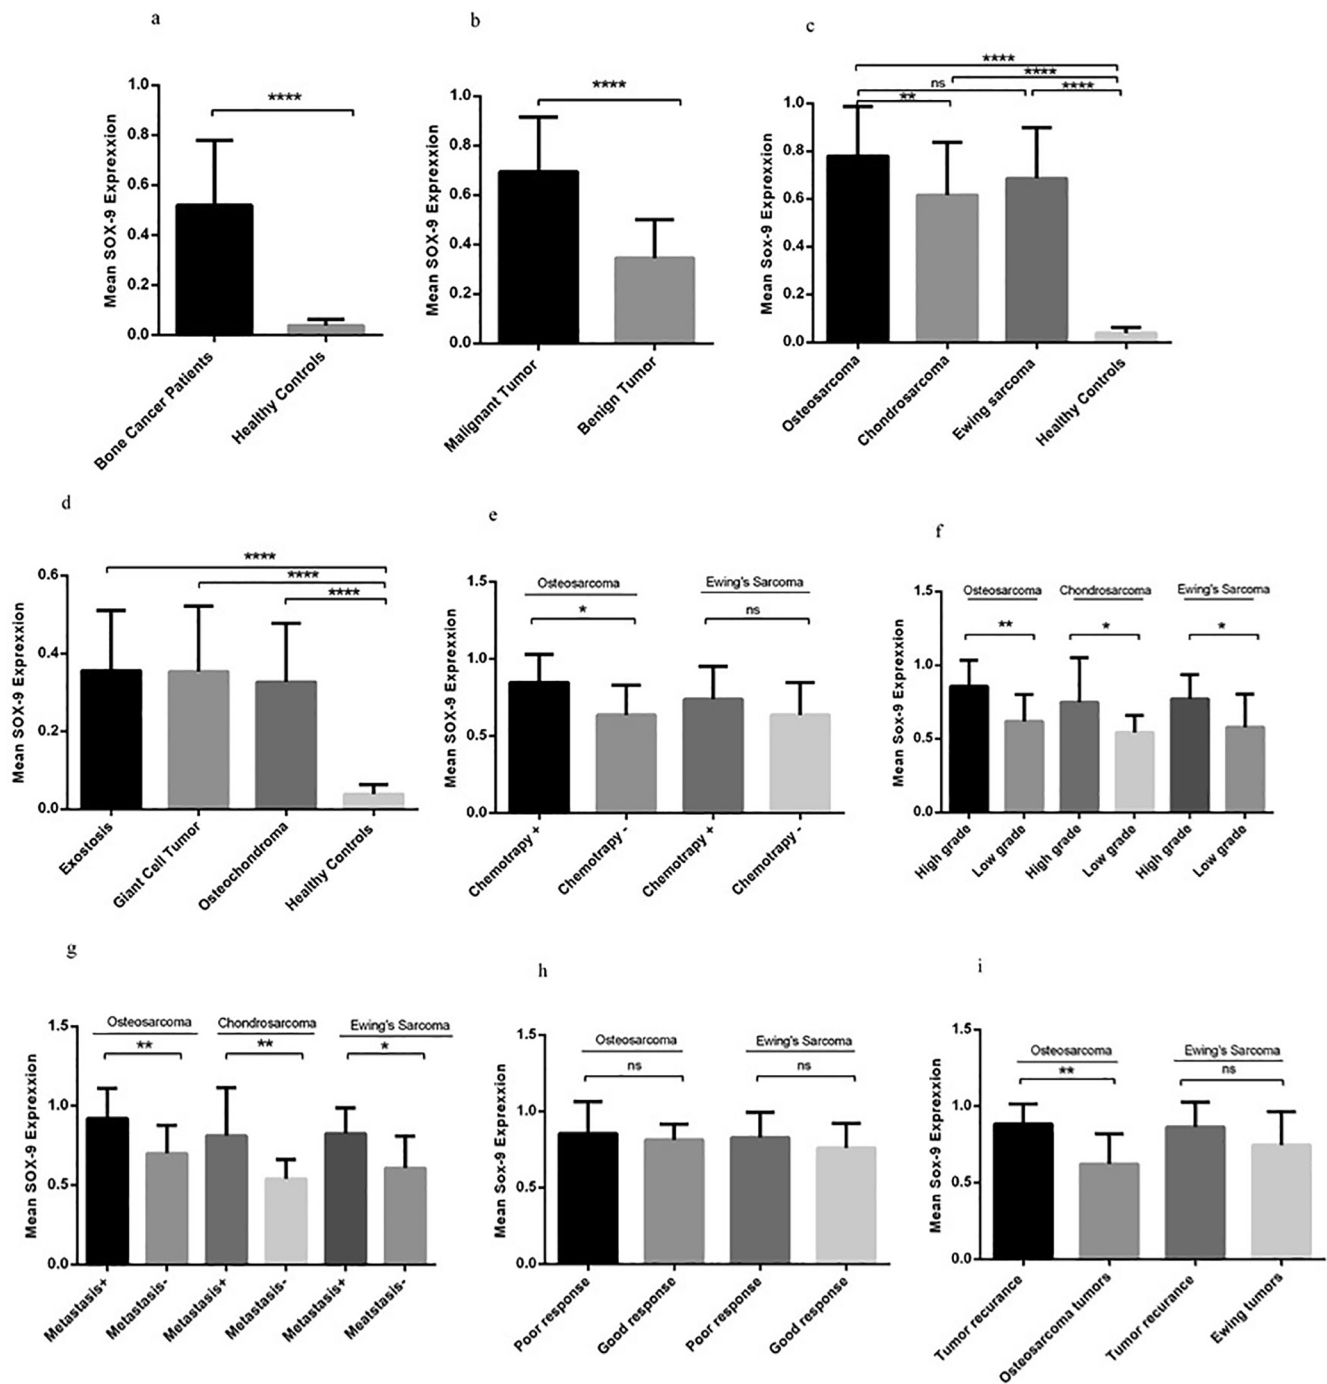 a
1.0
0.8
0.6
0.4
0.2
0.0
Mean SOX-9 Exprexxion
****
Bone Cancer Patients
Healthy Controls
b
1.0
0.8
0.6
0.4
0.2
0.0
Mean SOX-9 Exprexxion
****
Malignant Tumor
Benign Tumor
c
1.0
0.8
0.6
0.4
0.2
0.0
Mean Sox-9 Exprexxion
****
****
ns
****
**
Osteosarcoma
Chondrosarcoma
Ewing sarcoma
Healthy Controls
d
0.6
0.4
0.2
0.0
Mean SOX-9 Exprexxion
****
****
****
Exostosis
Giant Cell Tumor
Osteochondroma
Healthy Controls
e
1.5
1.0
0.5
0.0
Mean SOX-9 Exprexxion
Osteosarcoma
Ewing's Sarcoma
*
ns
Chemotrapy +
Chemotrapy -
Chemotrapy +
Chemotrapy -
f
1.5
1.0
0.5
0.0
Mean Sox-9 Exprexxion
Osteosarcoma
Chondrosarcoma
Ewing's Sarcoma
**
*
*
High grade
Low grade
High grade
Low grade
High grade
Low grade
g
1.5
1.0
0.5
0.0
Mean SOX-9 Exprexxion
Osteosarcoma
Chondrosarcoma
Ewing's Sarcoma
**
**
*
Metastasis+
Metastasis-
Metastasis+
Metastasis-
Metastasis+
Meatstasis-
h
1.5
1.0
0.5
0.0
Mean Sox-9 Exprexxion
Osteosarcoma
Ewing's Sarcoma
ns
ns
Poor response
Good response
Poor response
Good response
i
1.5
1.0
0.5
0.0
Mean Sox-9 Exprexxion
Osteosarcoma
Ewing's Sarcoma
**
ns
Tumor recurance
Osteosarcoma tumors
Tumor recurance
Ewing tumors